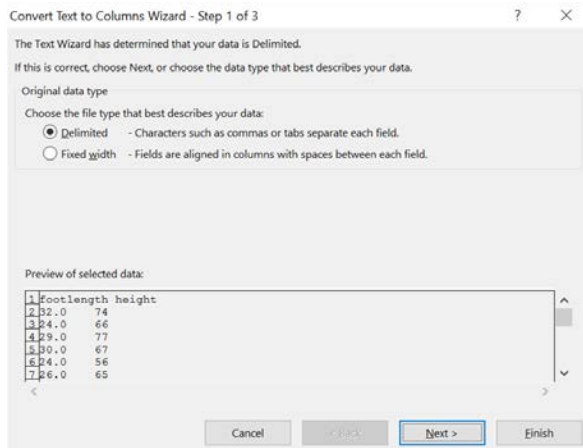 Convert Text to Columns Wizard - Step 1 of 3 ? ×
The Text Wizard has determined that your data is Delimited.
If this is correct, choose Next, or choose the data type that best describes your data.
Original data type
Choose the file type that best describes your data:
Delimited - Characters such as commas or tabs separate each field.
Fixed width - Fields are aligned in columns with spaces between each field.
Preview of selected data:
1 footlength height
2 32.0 74
3 24.0 66
4 29.0 77
5 30.0 67
6 24.0 56
7 26.0 65
Cancel < Back Next > Finish